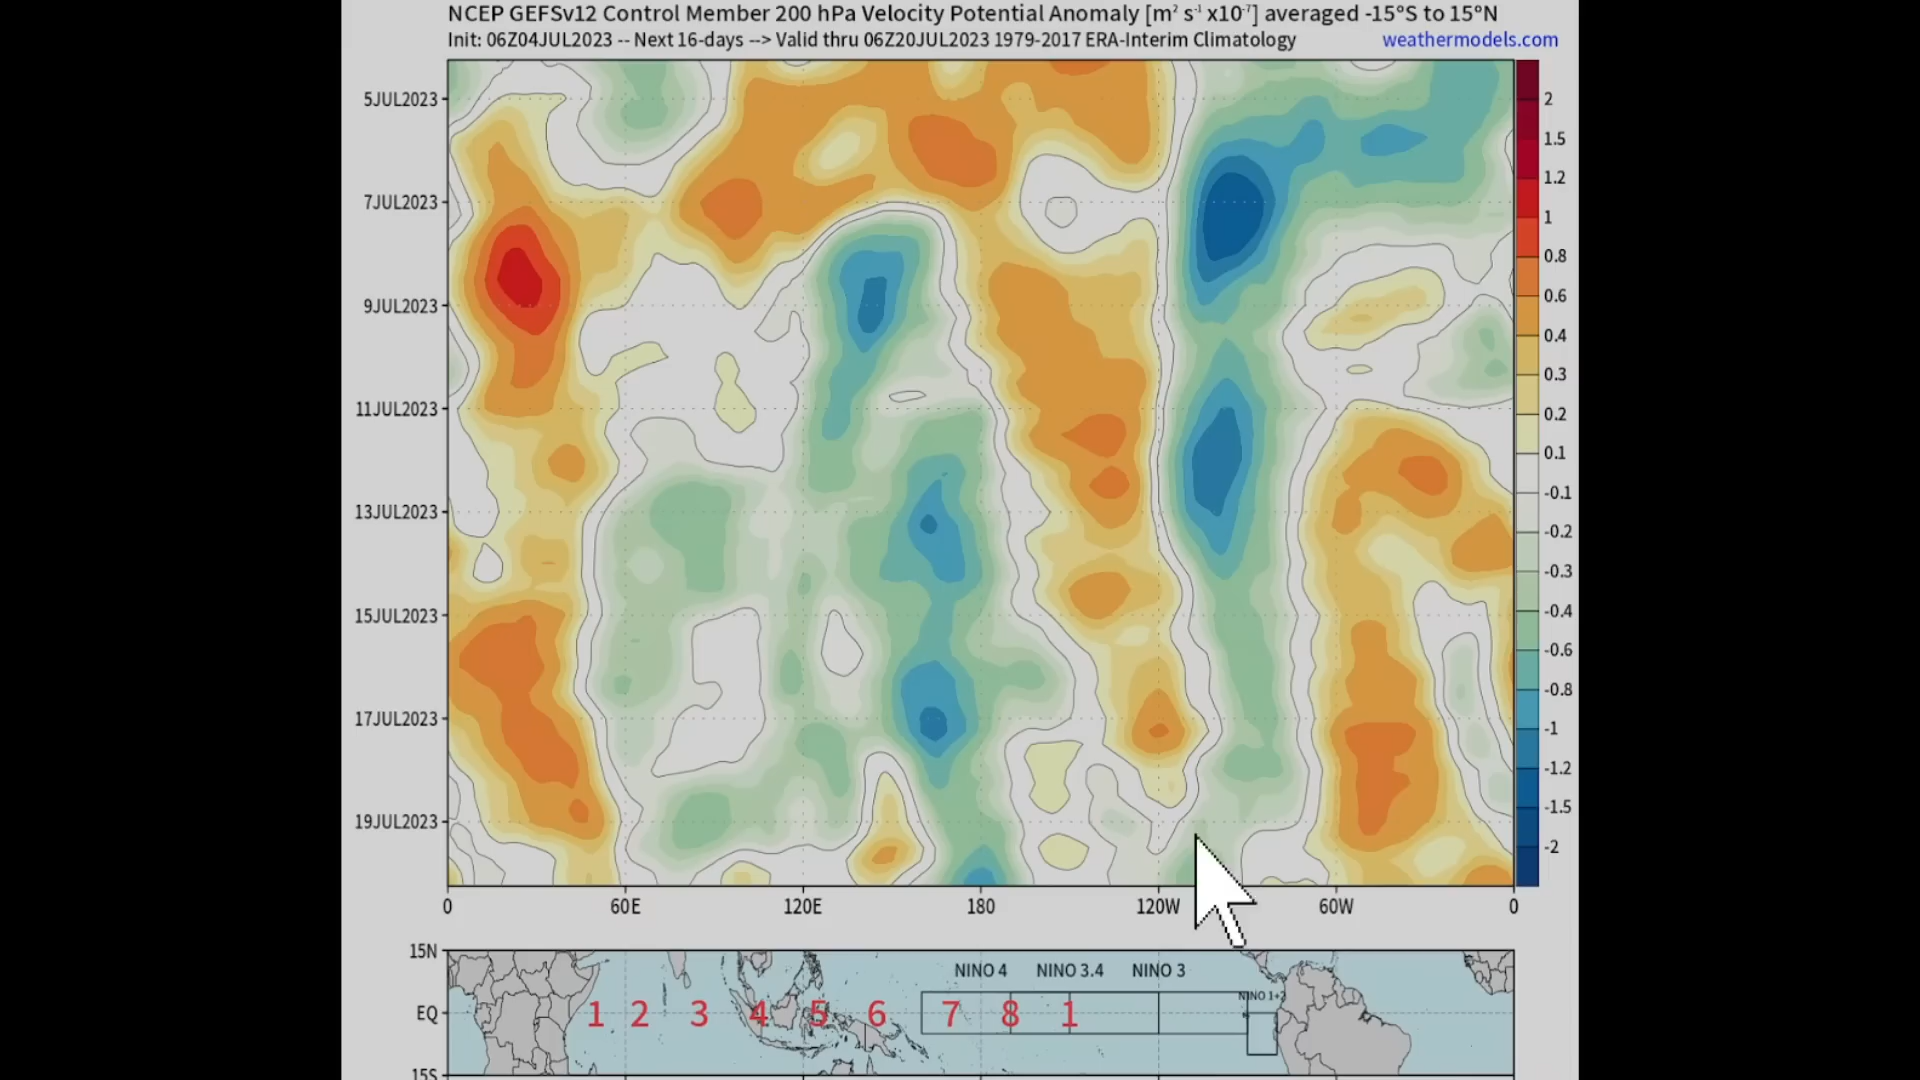 NCEP GEFSv12 Control Member 200 hPa Velocity Potential Anomaly [m² s⁻¹ x10⁻⁷] averaged -15°S to 15°N
Init: 06Z04JUL2023 -- Next 16-days --> Valid thru 06Z20JUL2023 1979-2017 ERA-Interim Climatology
weathermodels.com
5JUL2023
7JUL2023
9JUL2023
11JUL2023
13JUL2023
15JUL2023
17JUL2023
19JUL2023
2
1.5
1.2
1
0.8
0.6
0.4
0.3
0.2
0.1
-0.1
-0.2
-0.3
-0.4
-0.6
-0.8
-1
-1.2
-1.5
-2
0 60E 120E 180 120W 60W 0
15N
EQ
15S
NINO 4 NINO 3.4 NINO 3
NINO 1+2
1 2 3 4 5 6 7 8 1